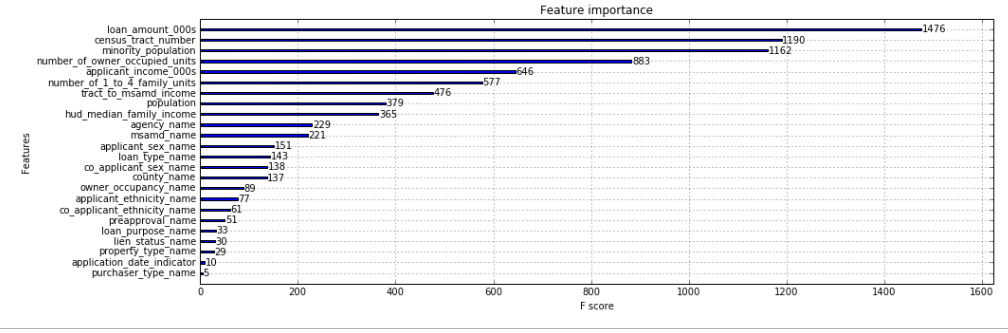 Feature importance
Features
loan_amount_000s 1476
census_tract_number 1190
minority_population 1162
number_of_owner_occupied_units 883
applicant_income_000s 646
number_of_1_to_4_family_units 577
tract_to_msamd_income 476
population 379
hud_median_family_income 365
agency_name 229
msamd_name 221
applicant_sex_name 151
loan_type_name 143
co_applicant_sex_name 138
county_name 137
owner_occupancy_name 89
applicant_ethnicity_name 77
co_applicant_ethnicity_name 61
preapproval_name 51
loan_purpose_name 33
lien_status_name 30
property_type_name 29
application_date_indicator 10
purchaser_type_name 5
0 200 400 600 800 1000 1200 1400 1600
F score